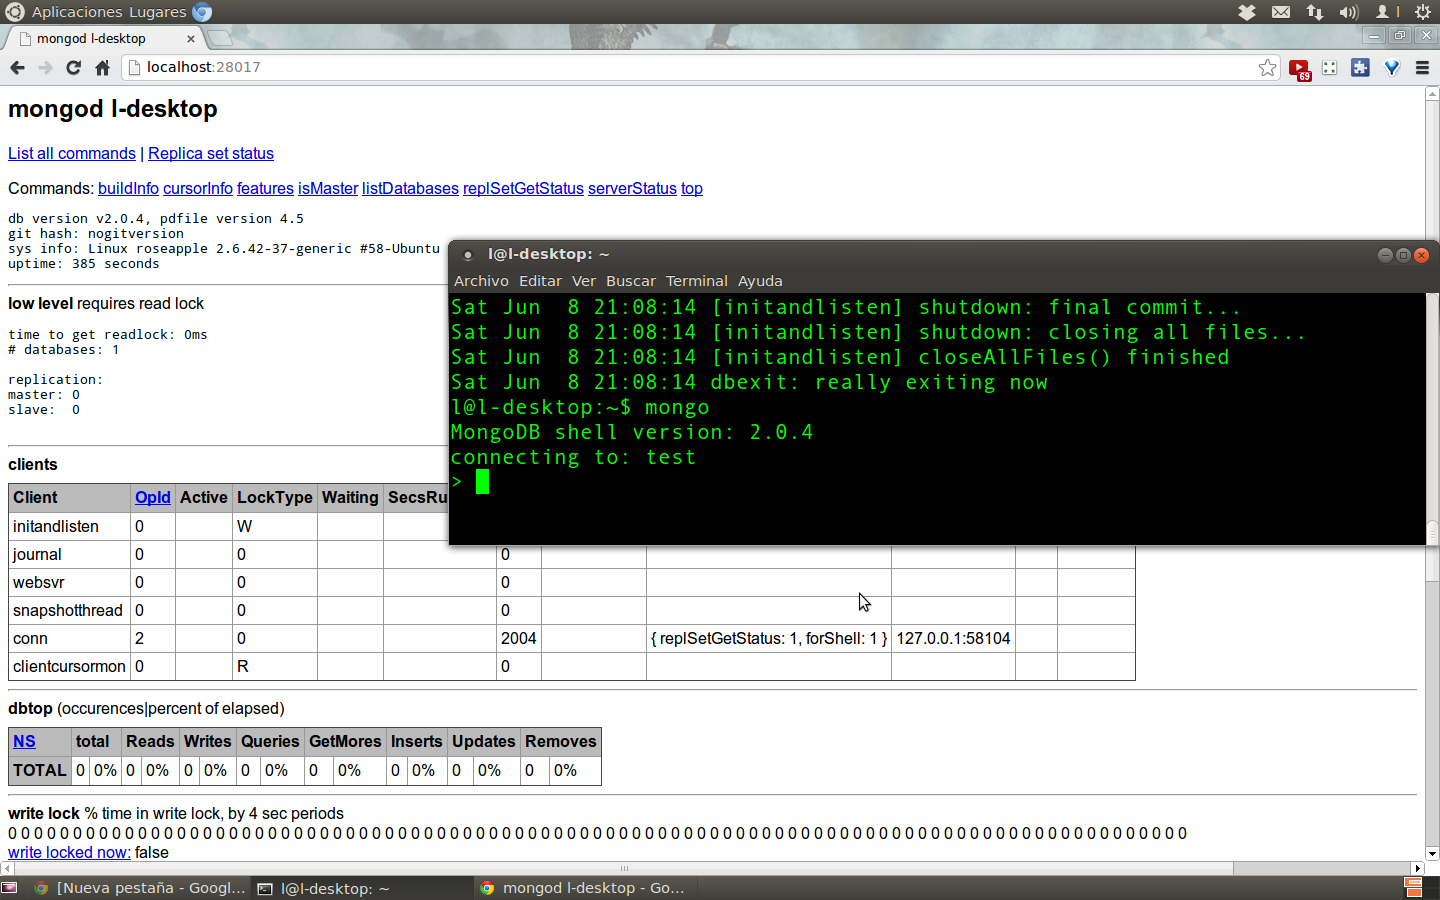 Aplicaciones Lugares
mongod l-desktop
localhost:28017
69
mongod l-desktop
List all commands | Replica set status
Commands: buildInfo cursorInfo features isMaster listDatabases replSetGetStatus serverStatus top
db version v2.0.4, pdfile version 4.5
git hash: nogitversion
sys info: Linux roseapple 2.6.42-37-generic #58-Ubuntu
uptime: 385 seconds
low level requires read lock
time to get readlock: 0ms
# databases: 1
replication:
master: 0
slave: 0
l@l-desktop: ~
Archivo Editar Ver Buscar Terminal Ayuda
Sat Jun 8 21:08:14 [initandlisten] shutdown: final commit...
Sat Jun 8 21:08:14 [initandlisten] shutdown: closing all files...
Sat Jun 8 21:08:14 [initandlisten] closeAllFiles() finished
Sat Jun 8 21:08:14 dbexit: really exiting now
l@l-desktop:~$ mongo
MongoDB shell version: 2.0.4
connecting to: test
>
clients
Client OpId Active LockType Waiting SecsRu
initandlisten 0 W
journal 0 0 0
websvr 0 0 0
snapshotthread 0 0 0
conn 2 0 2004 { replSetGetStatus: 1, forShell: 1 } 127.0.0.1:58104
clientcursormon 0 R 0
dbtop (occurences|percent of elapsed)
NS total Reads Writes Queries GetMores Inserts Updates Removes
TOTAL 0 0% 0 0% 0 0% 0 0% 0 0% 0 0% 0 0% 0 0%
write lock % time in write lock, by 4 sec periods
0 0 0 0 0 0 0 0 0 0 0 0 0 0 0 0 0 0 0 0 0 0 0 0 0 0 0 0 0 0 0 0 0 0 0 0 0 0 0 0 0 0 0 0 0 0 0 0 0 0 0 0 0 0 0 0 0 0 0 0 0 0 0 0 0 0 0 0 0 0 0 0 0 0 0 0 0 0 0 0 0 0 0 0 0 0 0 0 0 0 0
write locked now: false
[Nueva pestaña - Googl...
l@l-desktop: ~
mongod l-desktop - Go...